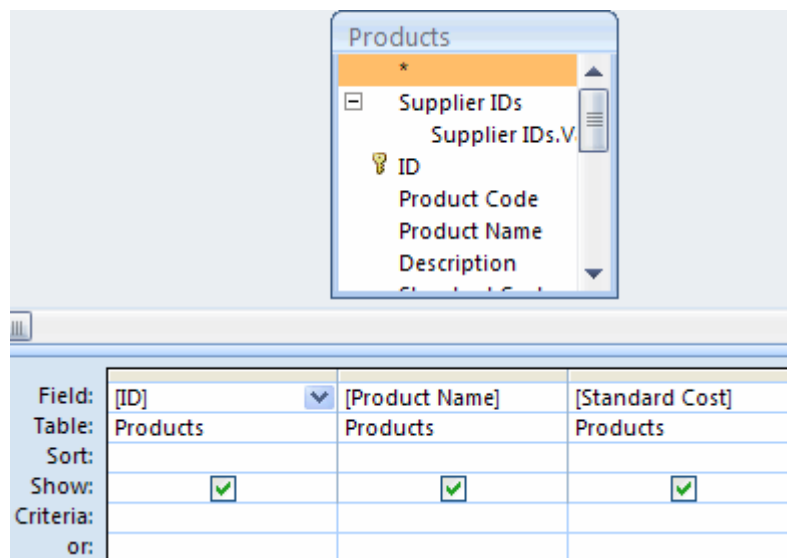 Products
*
Supplier IDs
Supplier IDs.V
ID
Product Code
Product Name
Description
Field: [ID] [Product Name] [Standard Cost]
Table: Products Products Products
Sort:
Show:
Criteria:
or: